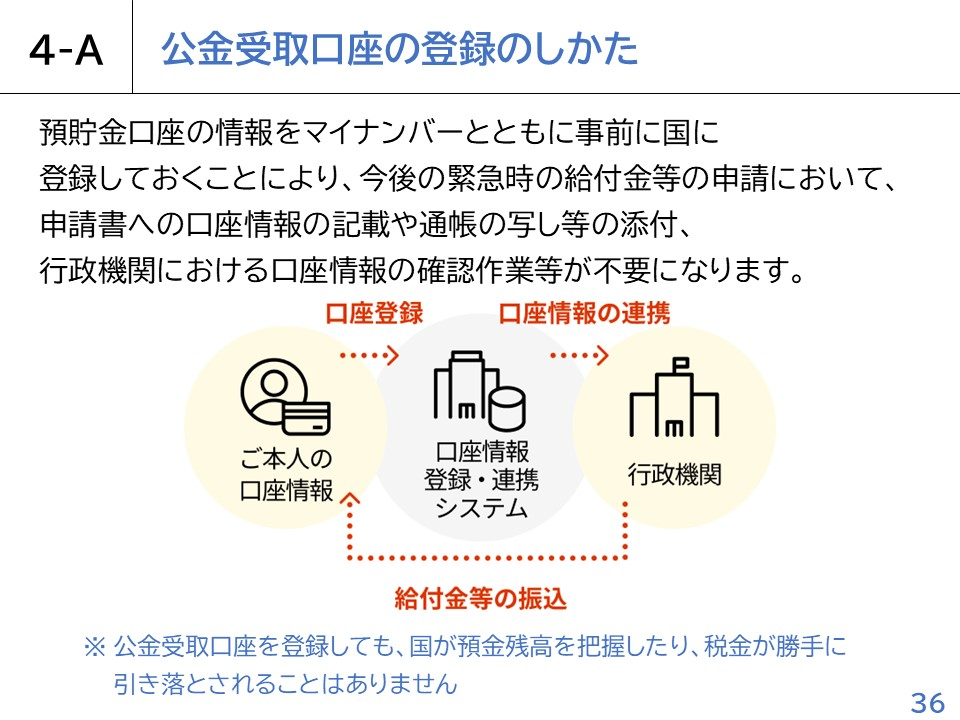 4-A
公金受取口座の登録のしかた
預貯金口座の情報をマイナンバーとともに事前に国に
登録しておくことにより、今後の緊急時の給付金等の申請において、
申請書への口座情報の記載や通帳の写し等の添付、
行政機関における口座情報の確認作業等が不要になります。
口座登録
口座情報の連携
ご本人の
口座情報
口座情報
登録・連携
システム
行政機関
給付金等の振込
※ 公金受取口座を登録しても、国が預金残高を把握したり、税金が勝手に
引き落とされることはありません
36